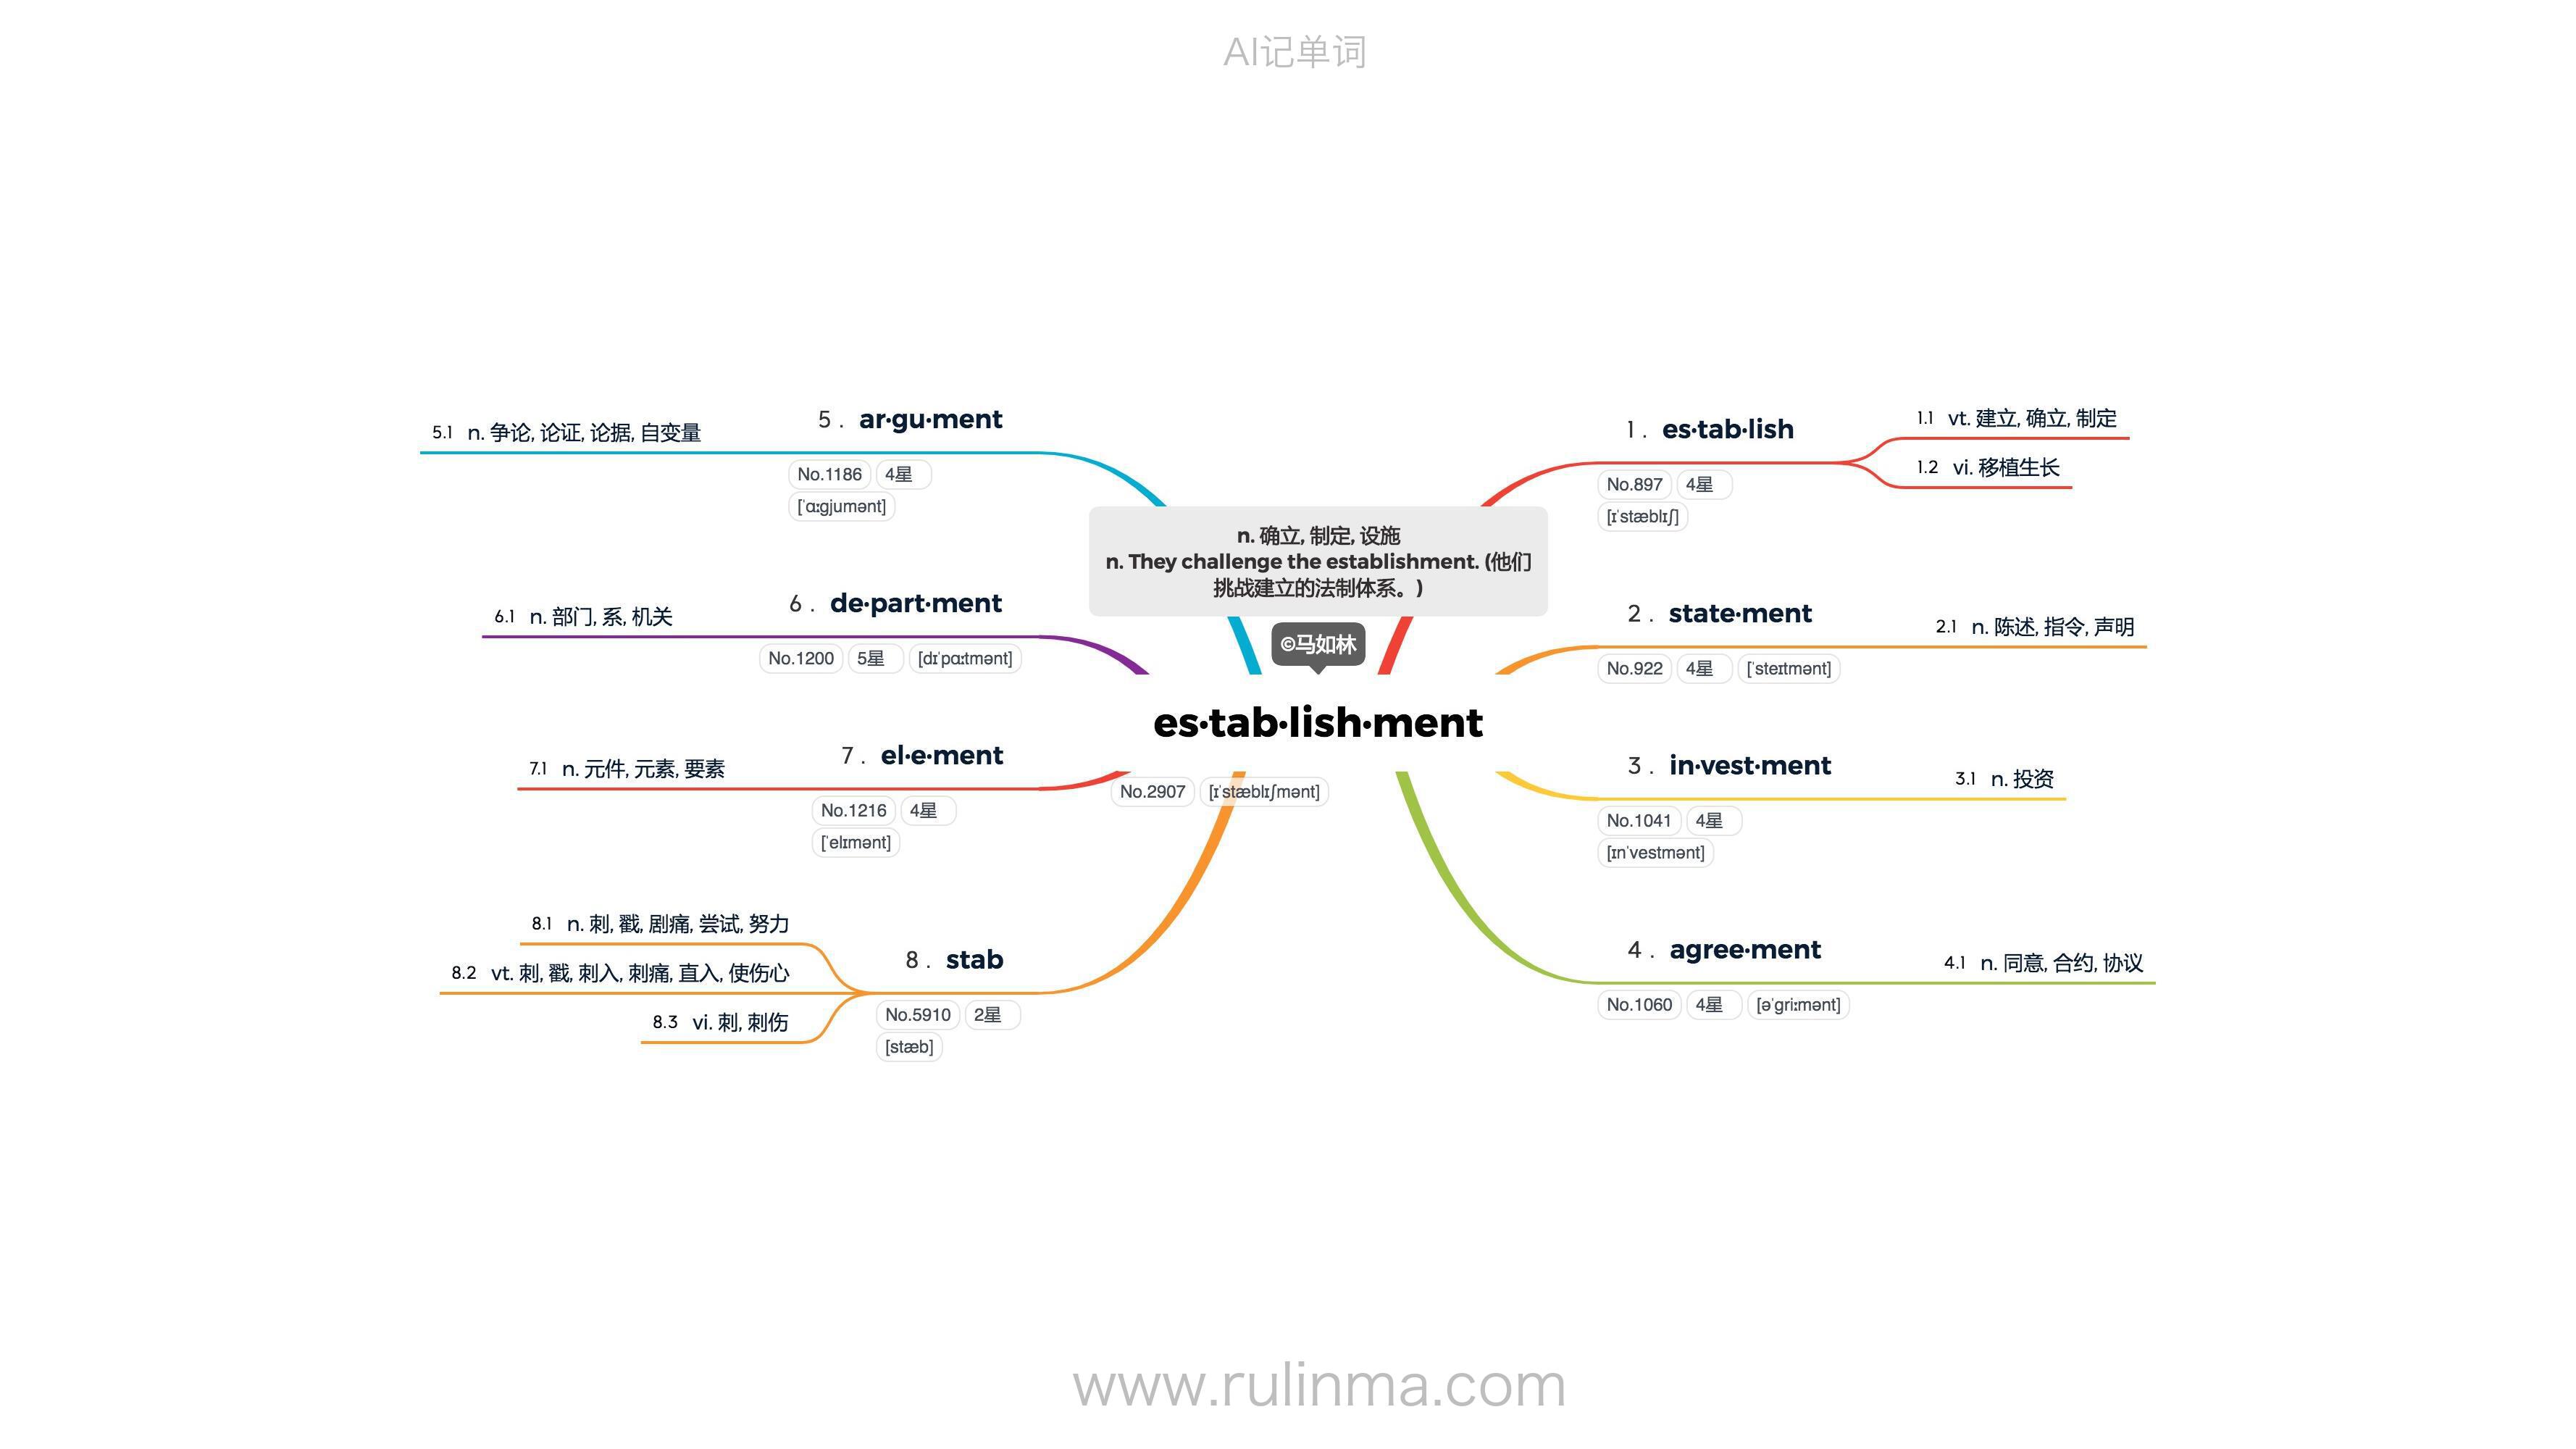 AI记单词
n. 确立, 制定, 设施
n. They challenge the establishment. (他们
挑战建立的法制体系。)
©马如林
es·tab·lish·ment
No.2907 [ɪˈstæblɪʃmənt]
1. es·tab·lish
No.897 4星
[ɪˈstæblɪʃ]
1.1 vt. 建立, 确立, 制定
1.2 vi. 移植生长
2. state·ment
No.922 4星 [ˈsteɪtmənt]
2.1 n. 陈述, 指令, 声明
3. in·vest·ment
No.1041 4星
[ɪnˈvestmənt]
3.1 n. 投资
4. agree·ment
No.1060 4星 [əˈɡriːmənt]
4.1 n. 同意, 合约, 协议
5. ar·gu·ment
No.1186 4星
[ˈɑːɡjumənt]
5.1 n. 争论, 论证, 论据, 自变量
6. de·part·ment
No.1200 5星 [dɪˈpɑːtmənt]
6.1 n. 部门, 系, 机关
7. el·e·ment
No.1216 4星
[ˈelɪmənt]
7.1 n. 元件, 元素, 要素
8. stab
No.5910 2星
[stæb]
8.1 n. 刺, 戳, 剧痛, 尝试, 努力
8.2 vt. 刺, 戳, 刺入, 刺痛, 直入, 使伤心
8.3 vi. 刺, 刺伤
www.rulinma.com